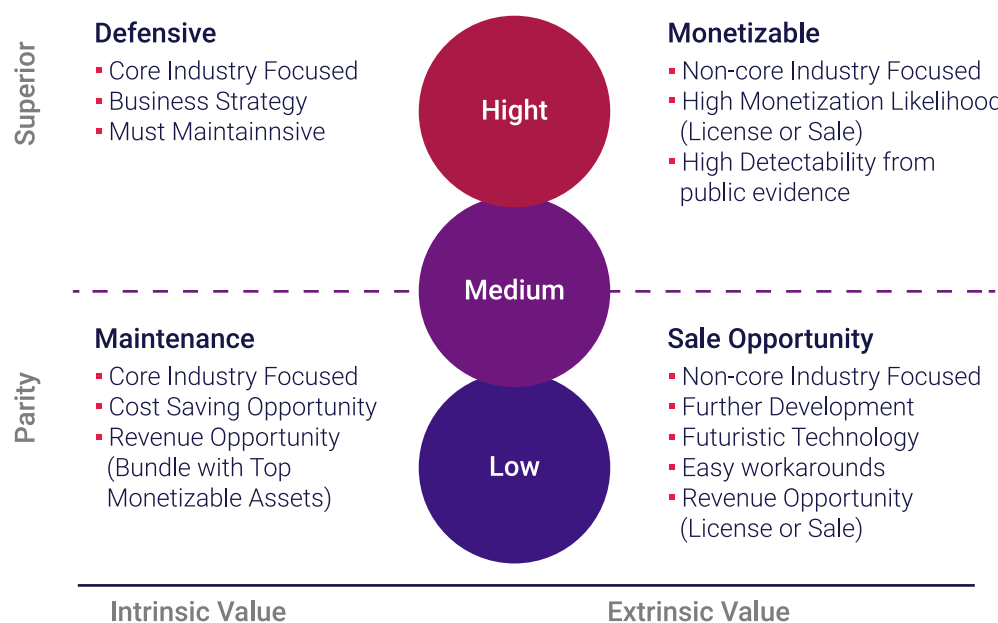 Superior
Defensive
▪ Core Industry Focused
▪ Business Strategy
▪ Must Maintainnsive
Hight
Monetizable
▪ Non-core Industry Focused
▪ High Monetization Likelihood
(License or Sale)
▪ High Detectability from
public evidence
Medium
Parity
Maintenance
▪ Core Industry Focused
▪ Cost Saving Opportunity
▪ Revenue Opportunity
(Bundle with Top
Monetizable Assets)
Low
Sale Opportunity
▪ Non-core Industry Focused
▪ Further Development
▪ Futuristic Technology
▪ Easy workarounds
▪ Revenue Opportunity
(License or Sale)
Intrinsic Value
Extrinsic Value